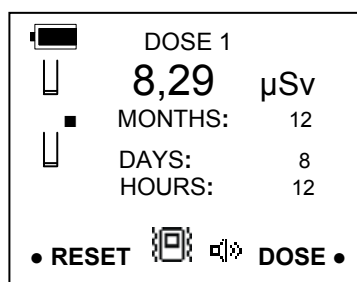 DOSE 1
8,29 µSv
MONTHS: 12
DAYS: 8
HOURS: 12
● RESET DOSE ●